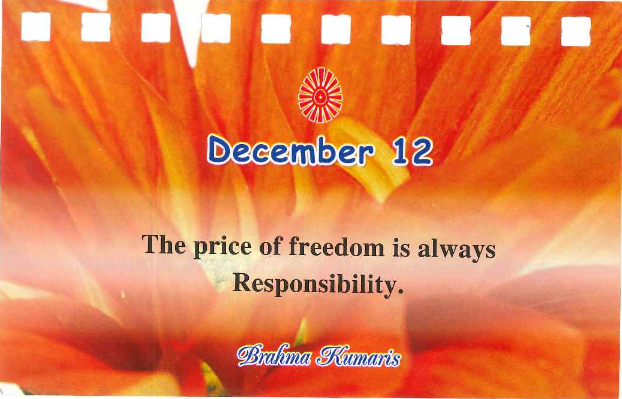 December 12
The price of freedom is always
Responsibility.
Brahma Kumaris